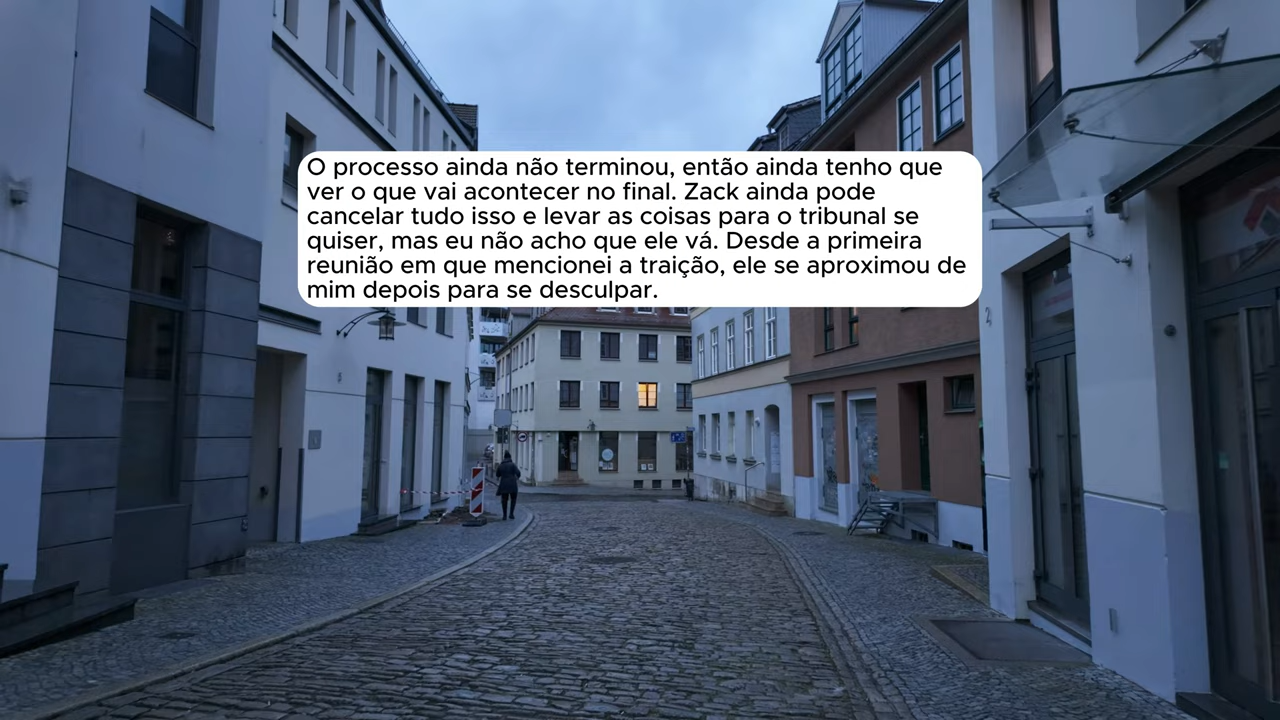 O processo ainda não terminou, então ainda tenho que
ver o que vai acontecer no final. Zack ainda pode
cancelar tudo isso e levar as coisas para o tribunal se
quiser, mas eu não acho que ele vá. Desde a primeira
reunião em que mencionei a traição, ele se aproximou de
mim depois para se desculpar.